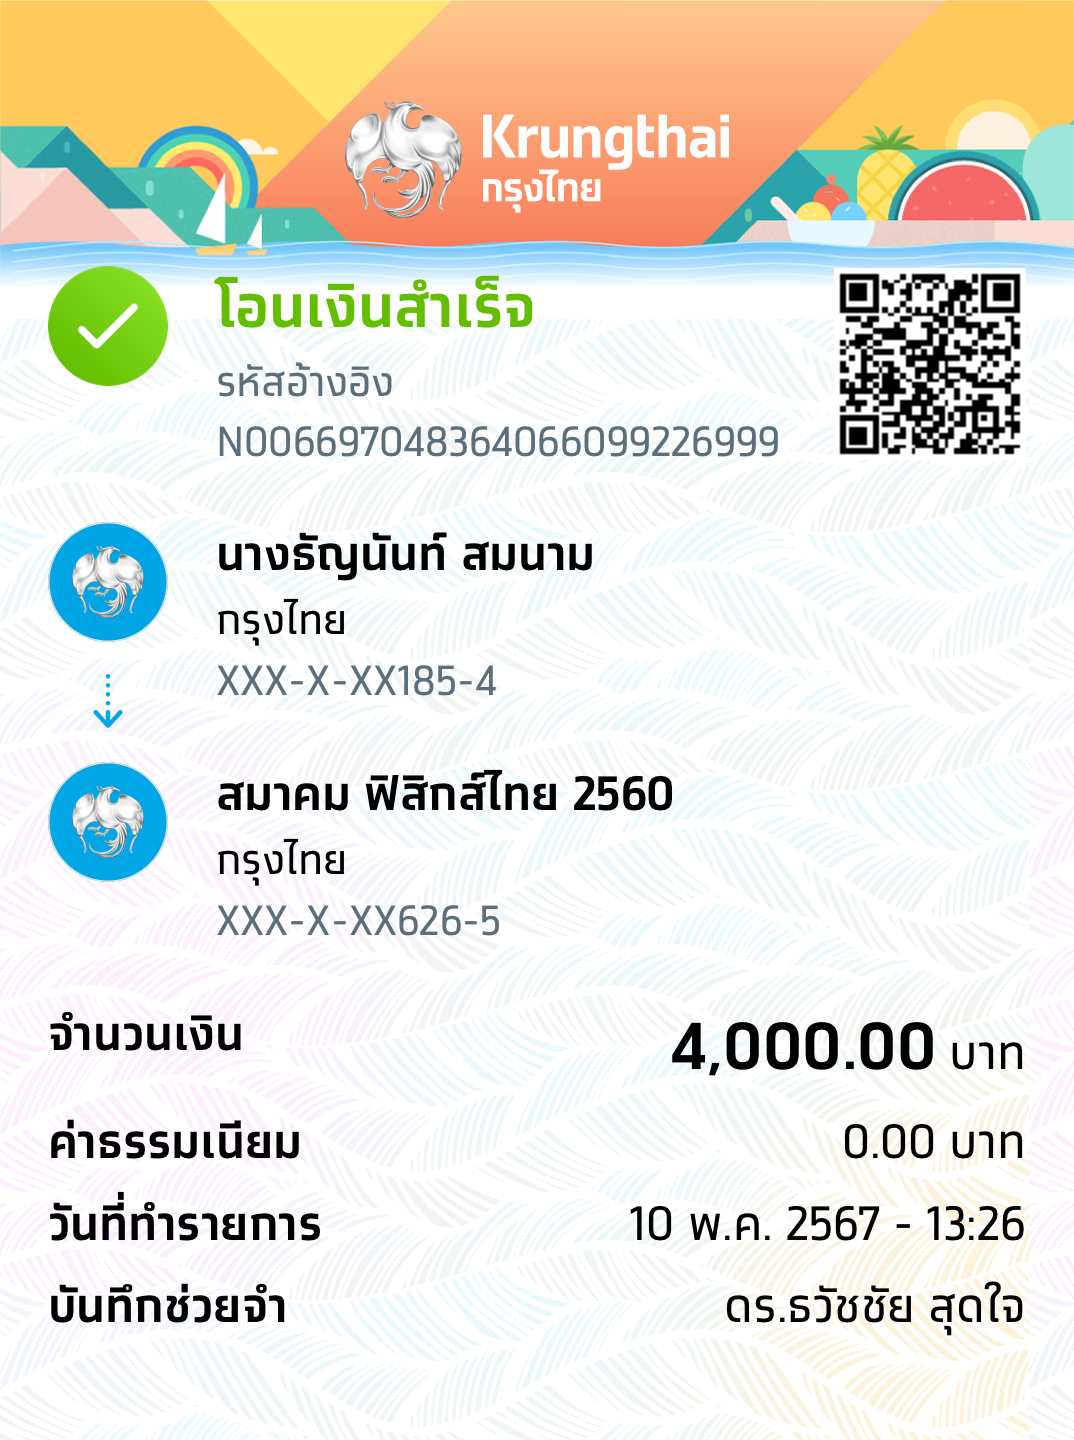 Krungthai
กรุงไทย
โอนเงินสำเร็จ
รหัสอ้างอิง
N006697048364066099226999
นางธัญนันท์ สมนาม
กรุงไทย
XXX-X-XX185-4
สมาคม ฟิสิกส์ไทย 2560
กรุงไทย
XXX-X-XX626-5
จำนวนเงิน 4,000.00 บาท
ค่าธรรมเนียม 0.00 บาท
วันที่ทำรายการ 10 พ.ค. 2567 - 13:26
บันทึกช่วยจำ ดร.ธวัชชัย สุดใจ